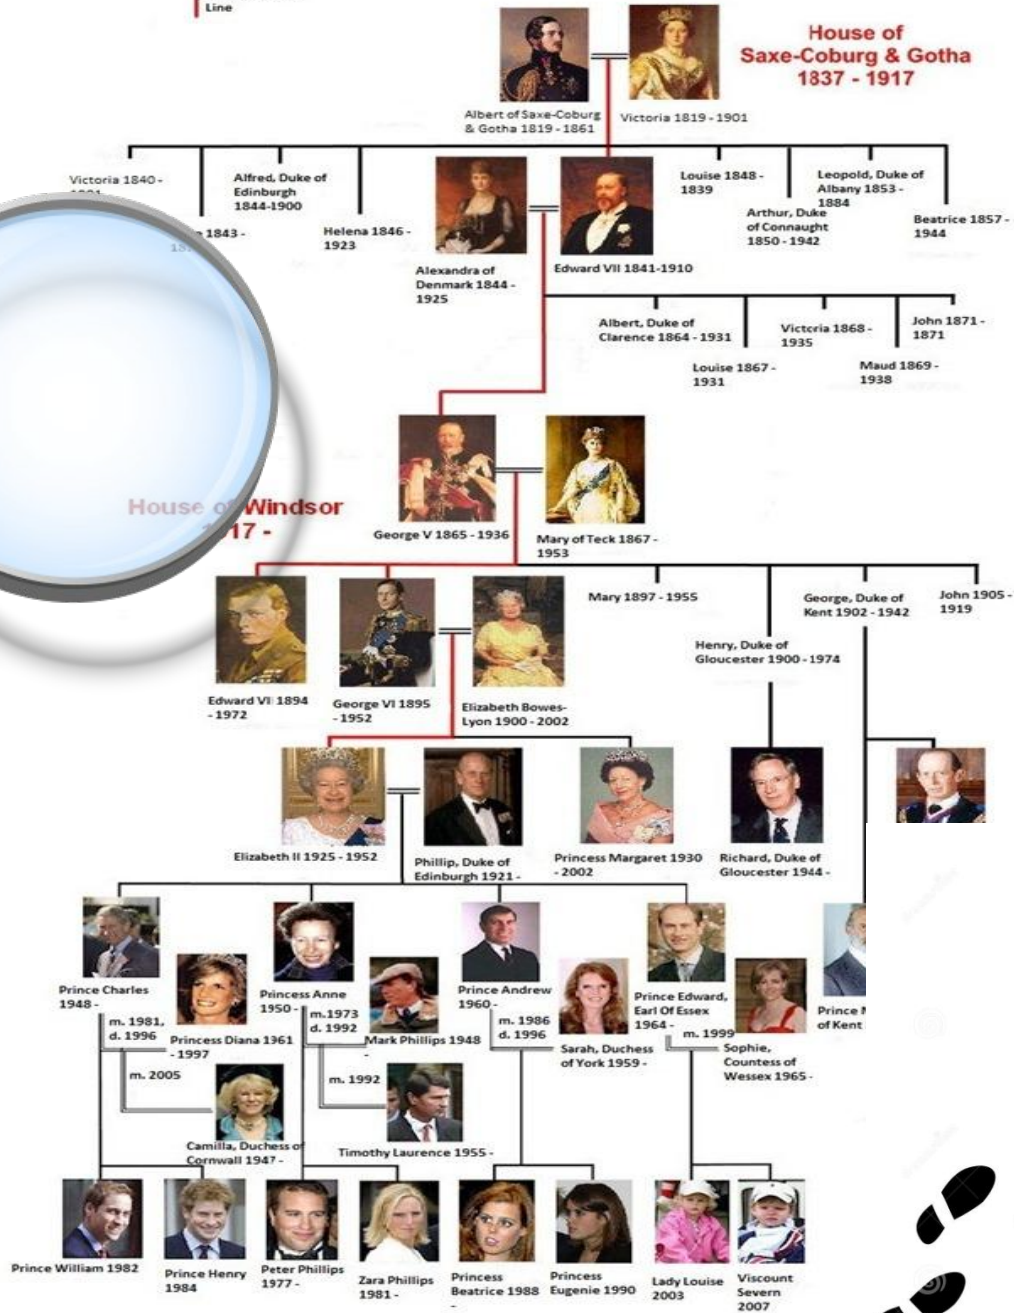 Line
House of
Saxe-Coburg & Gotha
1837 - 1917
Albert of Saxe-Coburg
& Gotha 1819 - 1861
Victoria 1819 - 1901
Victoria 1840 -
1843 -
Alfred, Duke of
Edinburgh
1844-1900
Helena 1846 -
1923
Alexandra of
Denmark 1844 -
1925
Edward VII 1841-1910
Louise 1848 -
1839
Arthur, Duke
of Connaught
1850 - 1942
Leopold, Duke of
Albany 1853 -
1884
Beatrice 1857 -
1944
Albert, Duke of
Clarence 1864 - 1931
Louise 1867 -
1931
Victoria 1868 -
1935
Maud 1869 -
1938
John 1871 -
1871
House of Windsor
17 -
George V 1865 - 1936
Mary of Teck 1867 -
1953
Edward VI 1894
- 1972
George VI 1895
- 1952
Elizabeth Bowes-
Lyon 1900 - 2002
Mary 1897 - 1955
Henry, Duke of
Gloucester 1900 - 1974
George, Duke of
Kent 1902 - 1942
John 1905 -
1919
Elizabeth II 1925 - 1952
Phillip, Duke of
Edinburgh 1921 -
Princess Margaret 1930
- 2002
Richard, Duke of
Gloucester 1944 -
Prince Charles
1948 -
m. 1981,
d. 1996
Princess Diana 1961
- 1997
m. 2005
Camilla, Duchess of
Cornwall 1947 -
Princess Anne
1950 -
m.1973
d. 1992
Mark Phillips 1948
-
m. 1992
Timothy Laurence 1955 -
Prince Andrew
1960 -
m. 1986
d. 1996
Sarah, Duchess
of York 1959 -
Prince Edward,
Earl Of Essex
1964 -
m. 1999
Sophie,
Countess of
Wessex 1965 -
Prince
of Kent
Prince William 1982
Prince Henry
1984
Peter Phillips
1977 -
Zara Phillips
1981 -
Princess
Beatrice 1988
-
Princess
Eugenie 1990
Lady Louise
2003
Viscount
Severn
2007